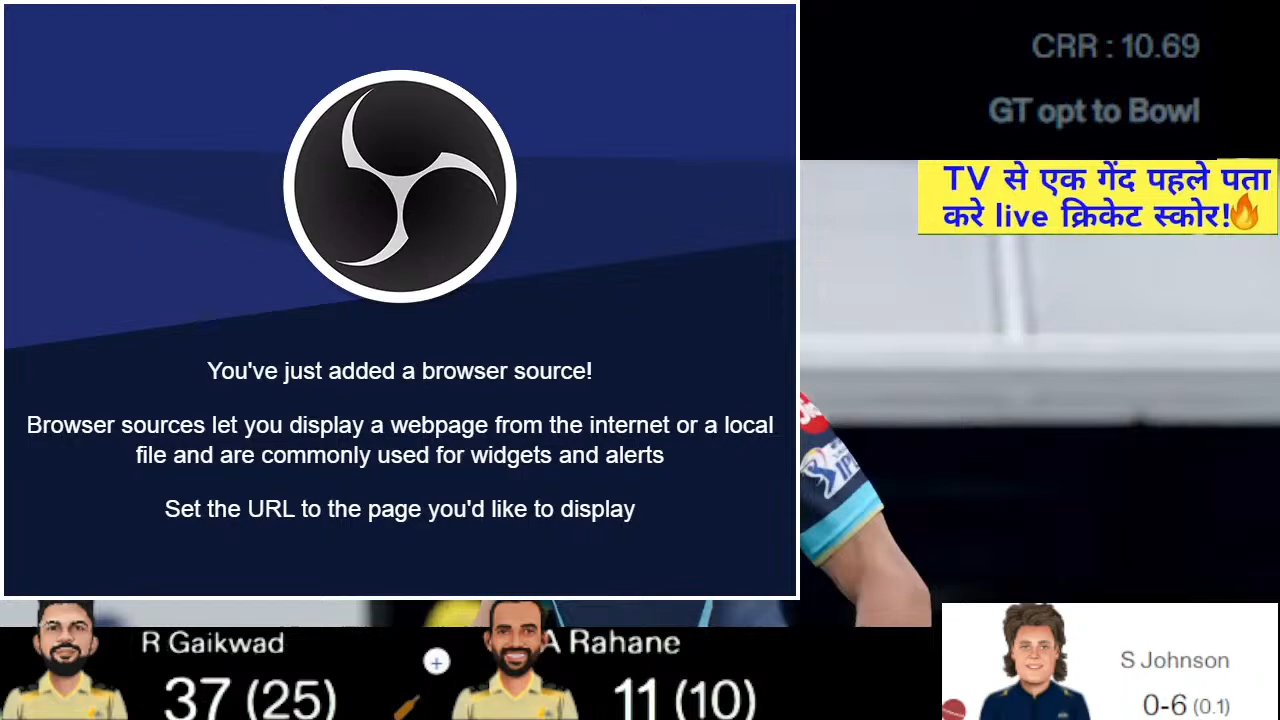 CRR : 10.69
GT opt to Bowl
TV से एक गेंद पहले पता
करे live क्रिकेट स्कोर!🔥
You've just added a browser source!
Browser sources let you display a webpage from the internet or a local
file and are commonly used for widgets and alerts
Set the URL to the page you'd like to display
IPL
R Gaikwad
37 (25)
A Rahane
11 (10)
S Johnson
0-6 (0.1)